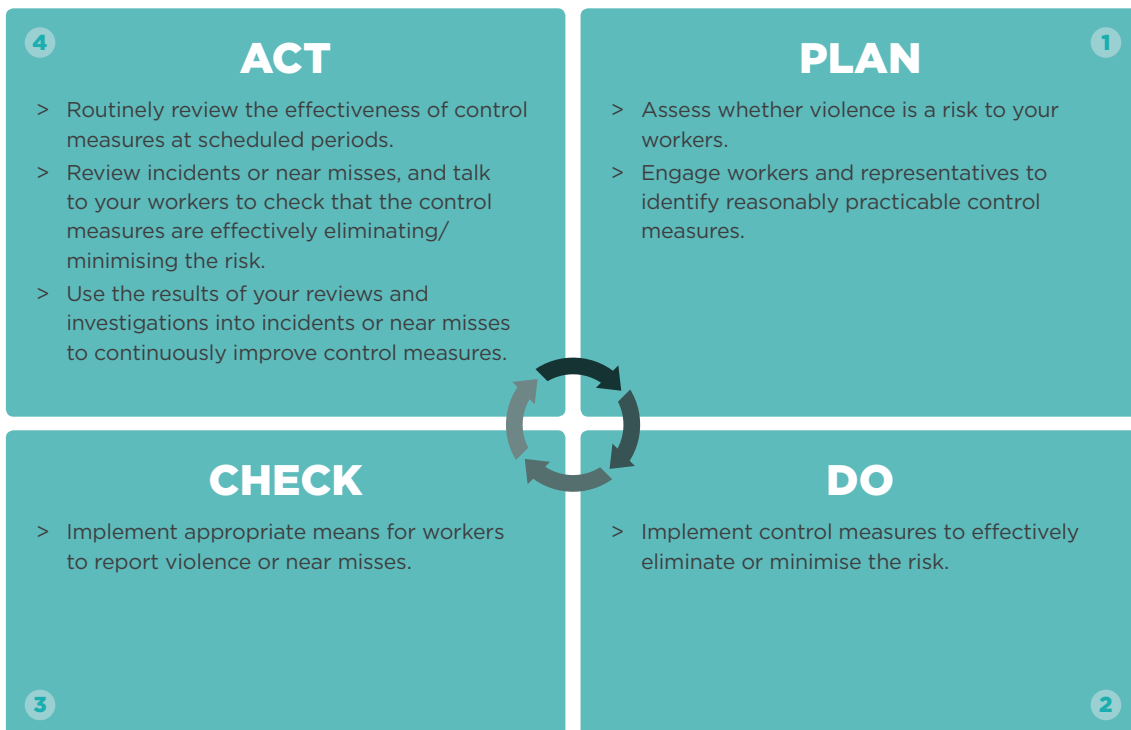 4
ACT
> Routinely review the effectiveness of control
measures at scheduled periods.
> Review incidents or near misses, and talk
to your workers to check that the control
measures are effectively eliminating/
minimising the risk.
> Use the results of your reviews and
investigations into incidents or near misses
to continuously improve control measures.
1
PLAN
> Assess whether violence is a risk to your
workers.
> Engage workers and representatives to
identify reasonably practicable control
measures.
CHECK
> Implement appropriate means for workers
to report violence or near misses.
3
DO
> Implement control measures to effectively
eliminate or minimise the risk.
2